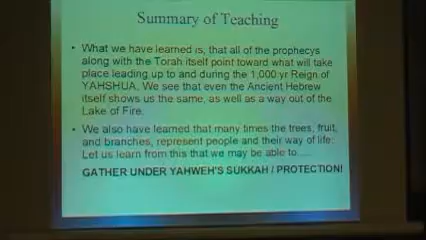 Summary of Teaching
• What we have learned is, that all of the prophecys
along with the Torah itself point toward what will take
place leading up to and during the 1,000 yr Reign of
YAHSHUA. We see that even the Ancient Hebrew
itself shows us the same, as well as a way out of the
Lake of Fire.
• We also have learned that many times the trees, fruit,
and branches, represent people and their way of life.
Let us learn from this that we may be able to.....
GATHER UNDER YAHWEH'S SUKKAH / PROTECTION!